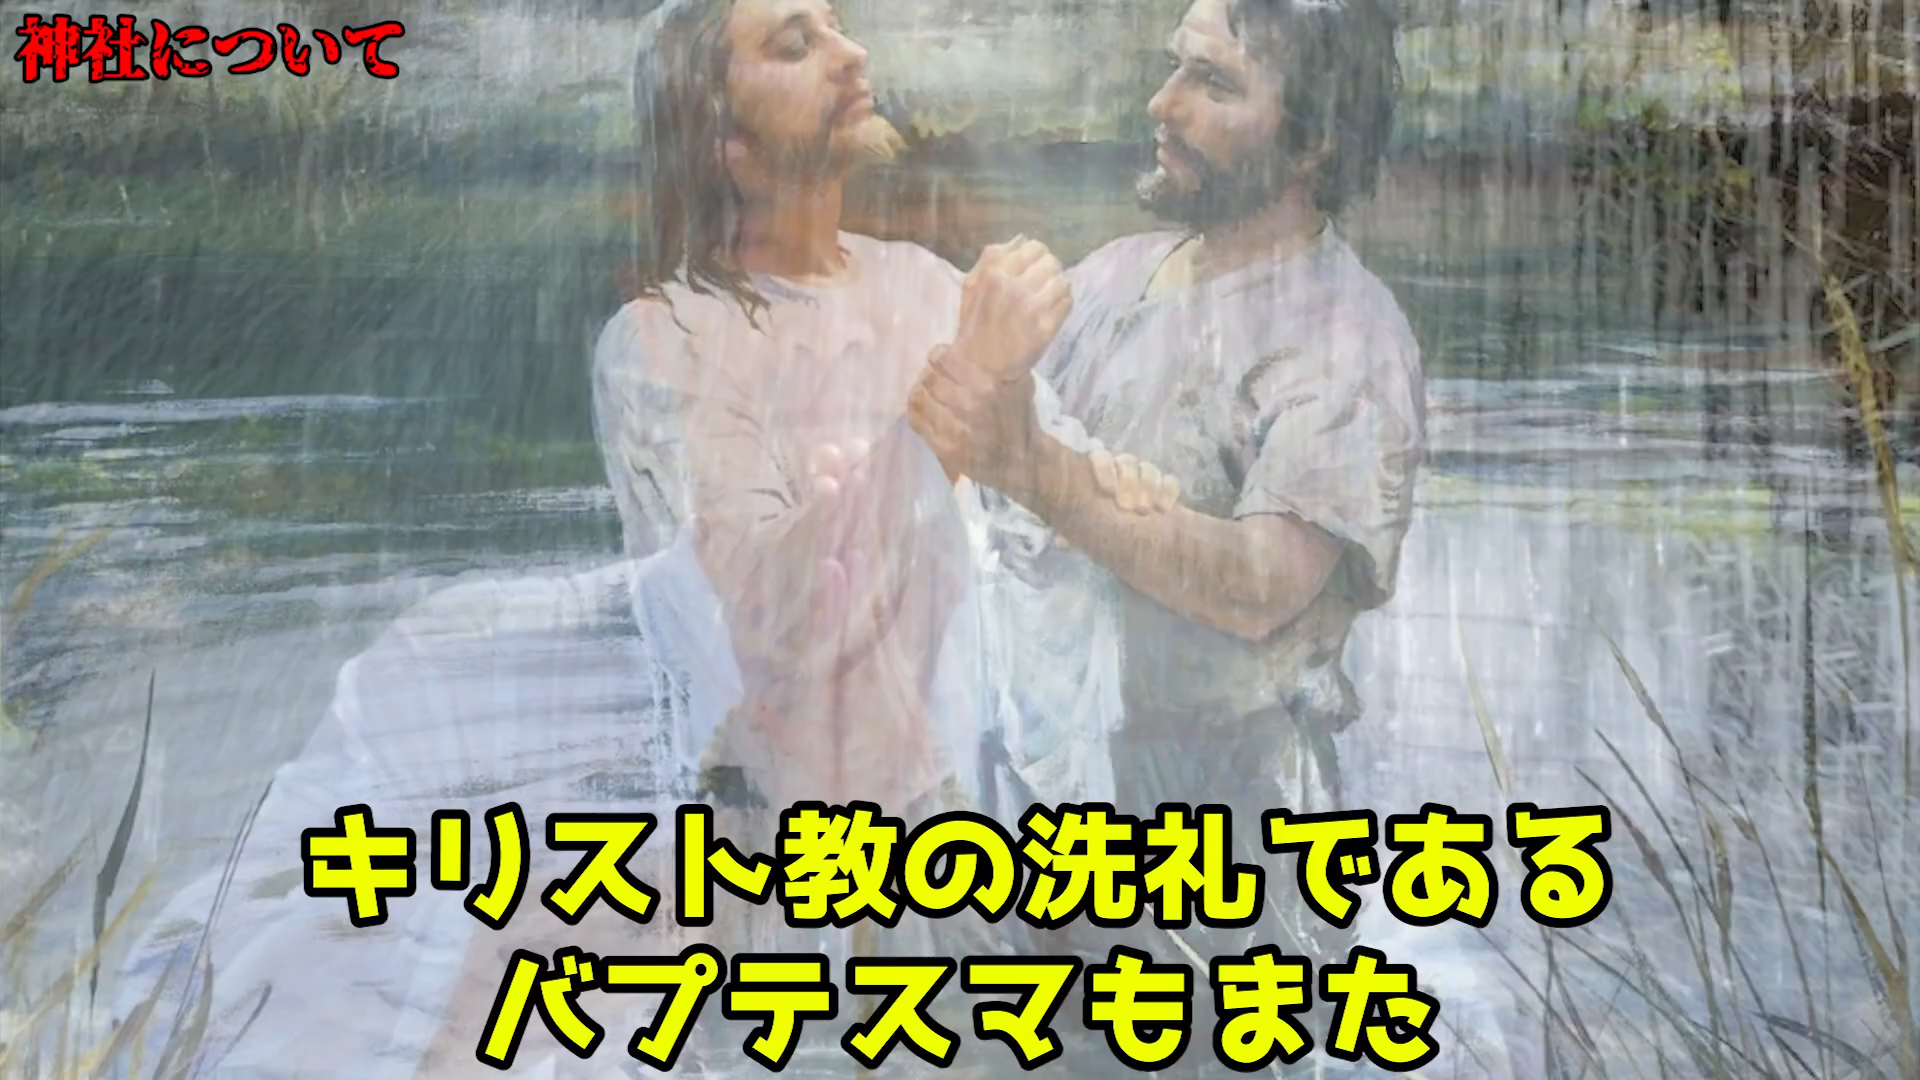 神社について
キリスト教の洗礼である
バプテスマもまた